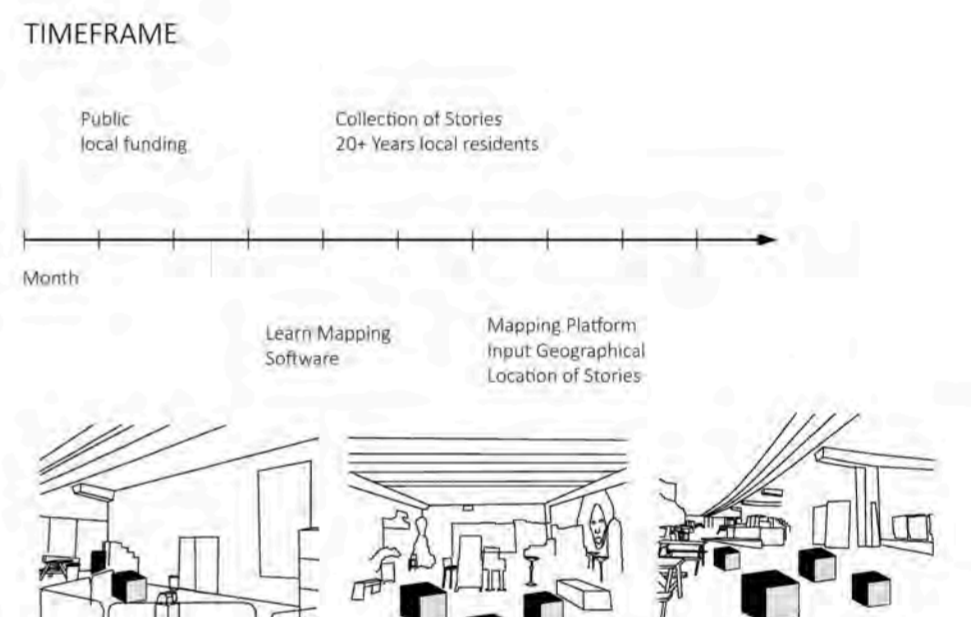 TIMEFRAME
Public
local funding
Collection of Stories
20+ Years local residents
Month
Learn Mapping
Software
Mapping Platform
Input Geographical
Location of Stories